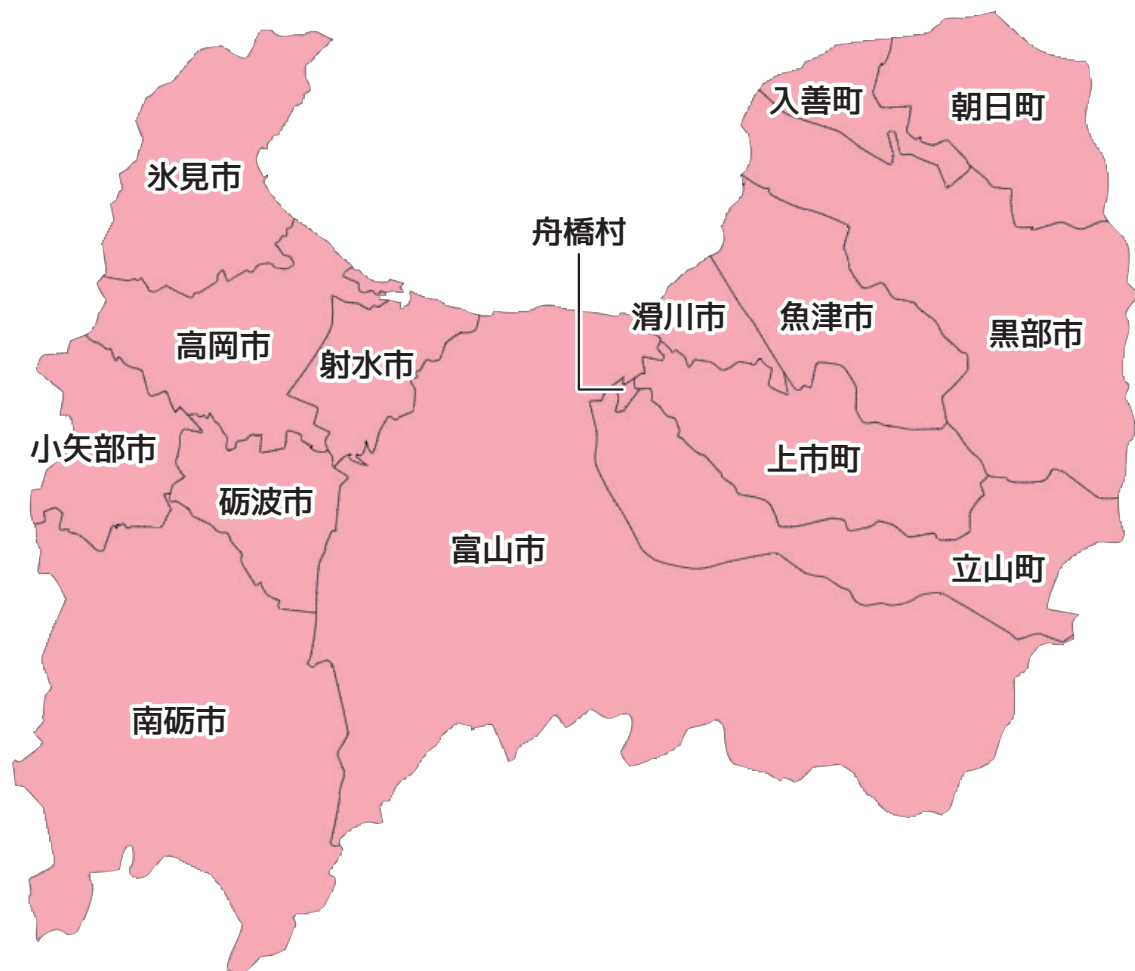 入善町
朝日町
氷見市
舟橋村
滑川市
魚津市
黒部市
高岡市
射水市
小矢部市
上市町
砺波市
富山市
立山町
南砺市